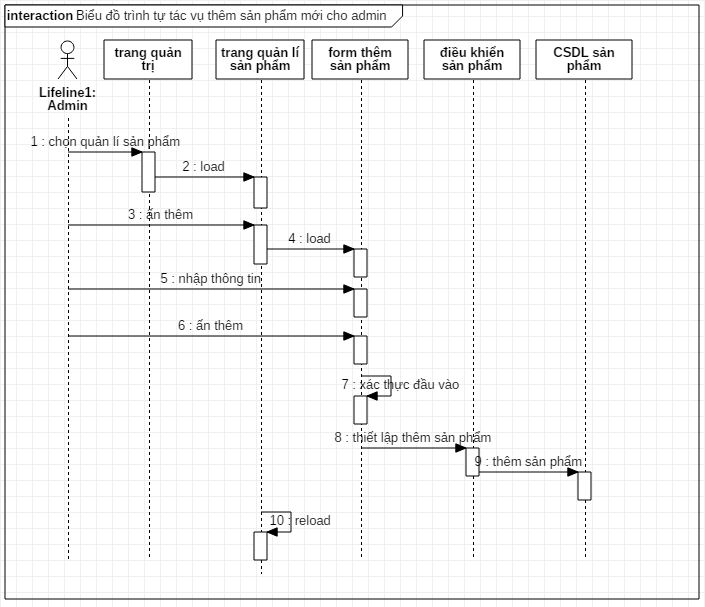 interaction Biểu đồ trình tự tác vụ thêm sản phẩm mới cho admin
Lifeline1:
Admin
trang quản
trị
trang quản lí
sản phẩm
form thêm
sản phẩm
điều khiển
sản phẩm
CSDL sản
phẩm
1 : chọn quản lí sản phẩm
2 : load
3 : ấn thêm
4 : load
5 : nhập thông tin
6 : ấn thêm
7 : xác thực đầu vào
8 : thiết lập thêm sản phẩm
9 : thêm sản phẩm
10 : reload